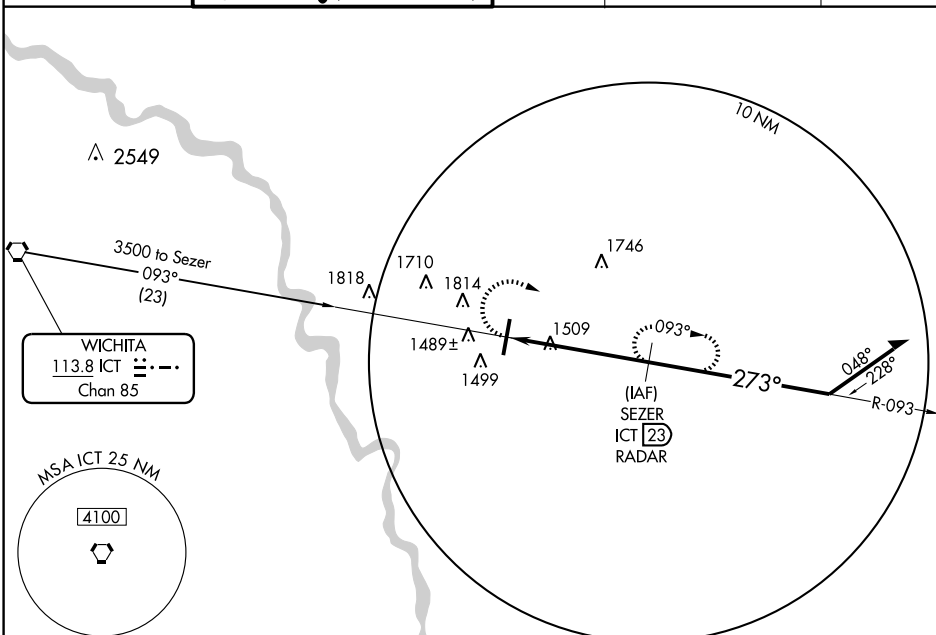 10 NM
2549
3500 to Sezer
093°
(23)
1818
1710
1814
1746
1489±
1499
1509
093°
273°
048°
228°
R-093
(IAF)
SEZER
ICT 23
RADAR
WICHITA
113.8 ICT
Chan 85
MSA ICT 25 NM
4100